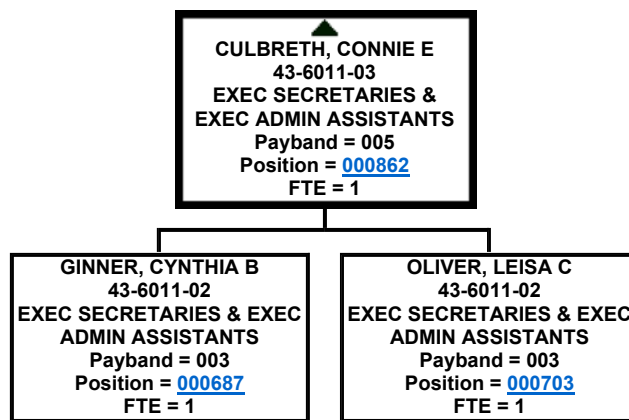 CULBRETH, CONNIE E
43-6011-03
EXEC SECRETARIES &
EXEC ADMIN ASSISTANTS
Payband = 005
Position = 000862
FTE = 1
GINNER, CYNTHIA B
43-6011-02
EXEC SECRETARIES & EXEC
ADMIN ASSISTANTS
Payband = 003
Position = 000687
FTE = 1
OLIVER, LEISA C
43-6011-02
EXEC SECRETARIES & EXEC
ADMIN ASSISTANTS
Payband = 003
Position = 000703
FTE = 1